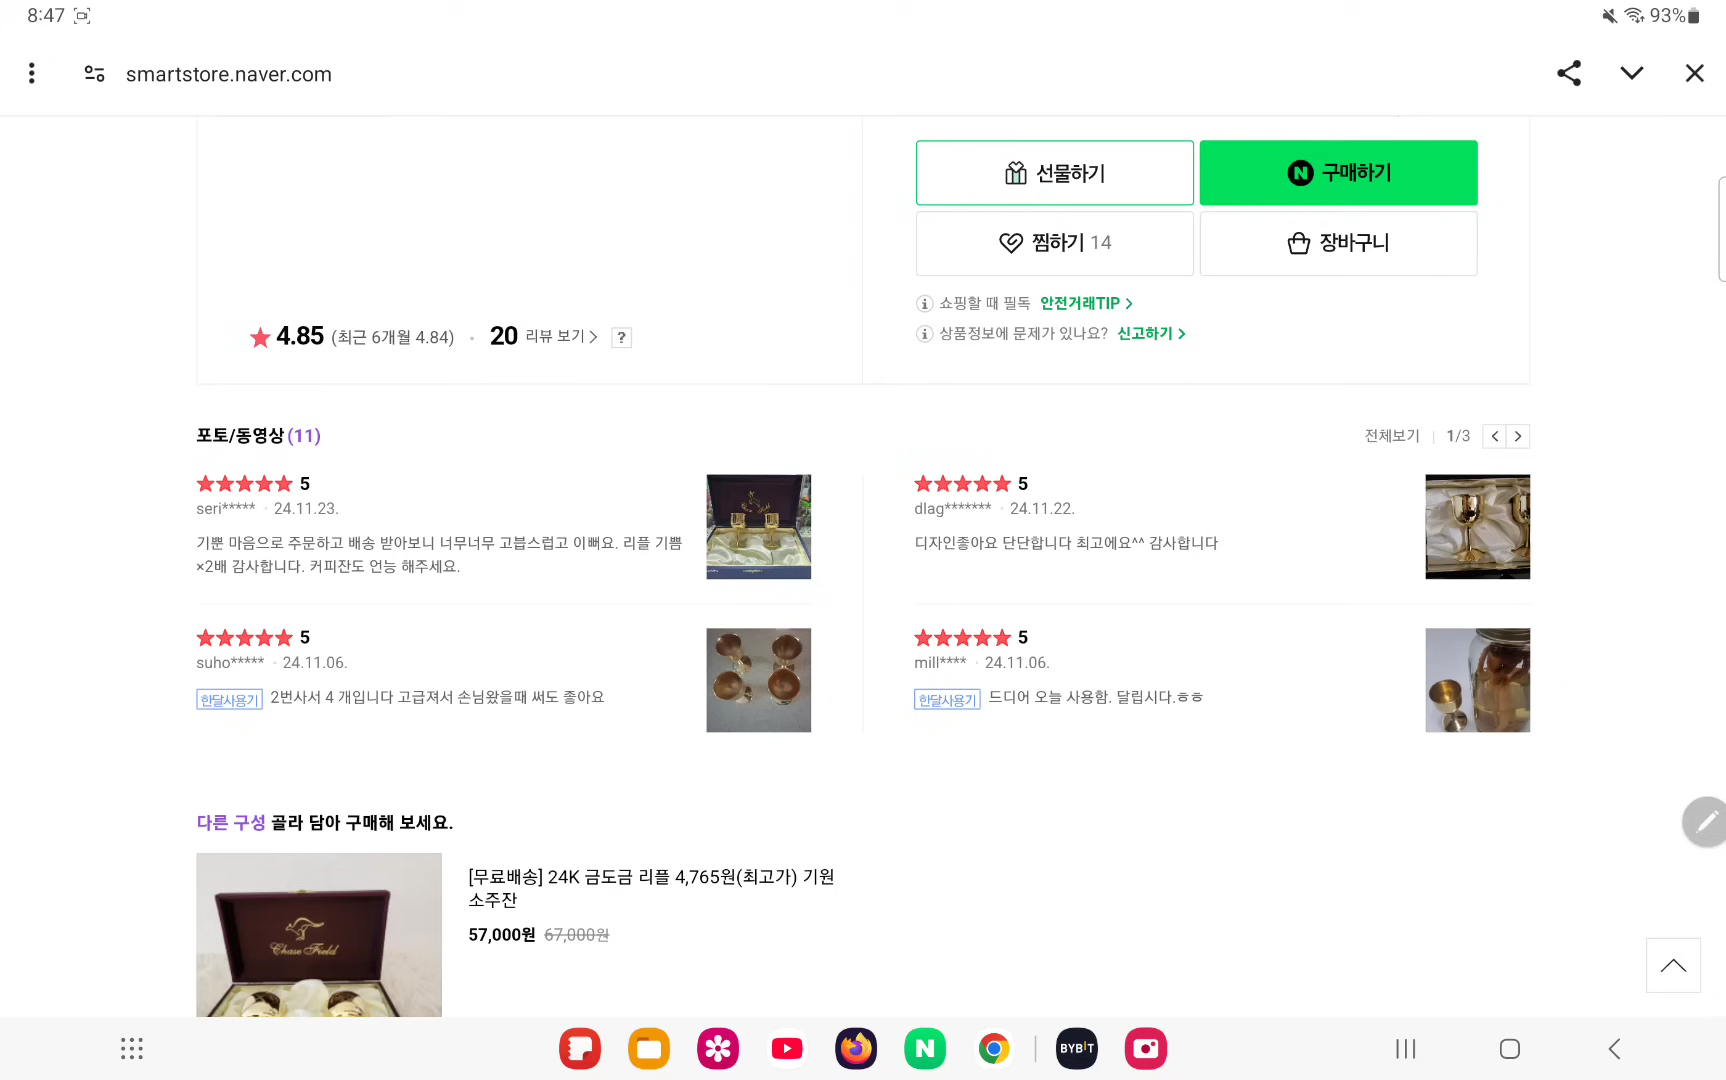 8:47
93%
smartstore.naver.com
선물하기
N 구매하기
찜하기 14
장바구니
쇼핑할 때 필독 안전거래TIP
상품정보에 문제가 있나요? 신고하기
4.85 (최근 6개월 4.84) · 20 리뷰 보기 ?
포토/동영상(11)
전체보기 | 1/3
5
seri***** · 24.11.23.
기쁜 마음으로 주문하고 배송 받아보니 너무너무 고븝스럽고 이뻐요. 리플 기쁨
×2배 감사합니다. 커피잔도 언능 해주세요.
5
dlag******* · 24.11.22.
디자인좋아요 단단합니다 최고에요^^ 감사합니다
5
suho***** · 24.11.06.
한달사용기 2번사서 4 개입니다 고급져서 손님왔을때 써도 좋아요
5
mill**** · 24.11.06.
한달사용기 드디어 오늘 사용함. 달립시다.ㅎㅎ
다른 구성 골라 담아 구매해 보세요.
Chase Field
[무료배송] 24K 금도금 리플 4,765원(최고가) 기원
소주잔
57,000원 67,000원
N
BYBIT